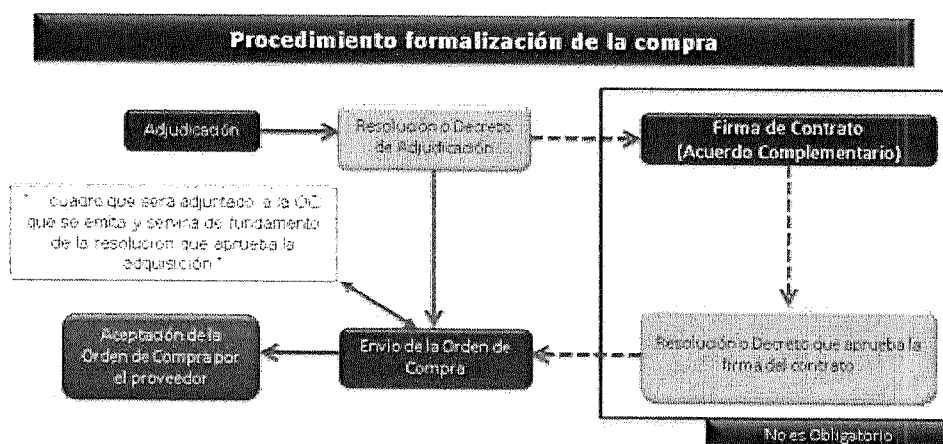 Procedimiento formalización de la compra
Adjudicación
Resolución o Decreto
de Adjudicación
Firma de Contrato
(Acuerdo Complementario)
" cuadro que será adjuntado a la OC
que se emita y servirá de fundamento
de la resolución que aprueba la
adquisición "
Aceptación de la
Orden de Compra por
el proveedor
Envío de la Orden de
Compra
Resolución o Decreto que aprueba la
firma del contrato
No es Obligatorio